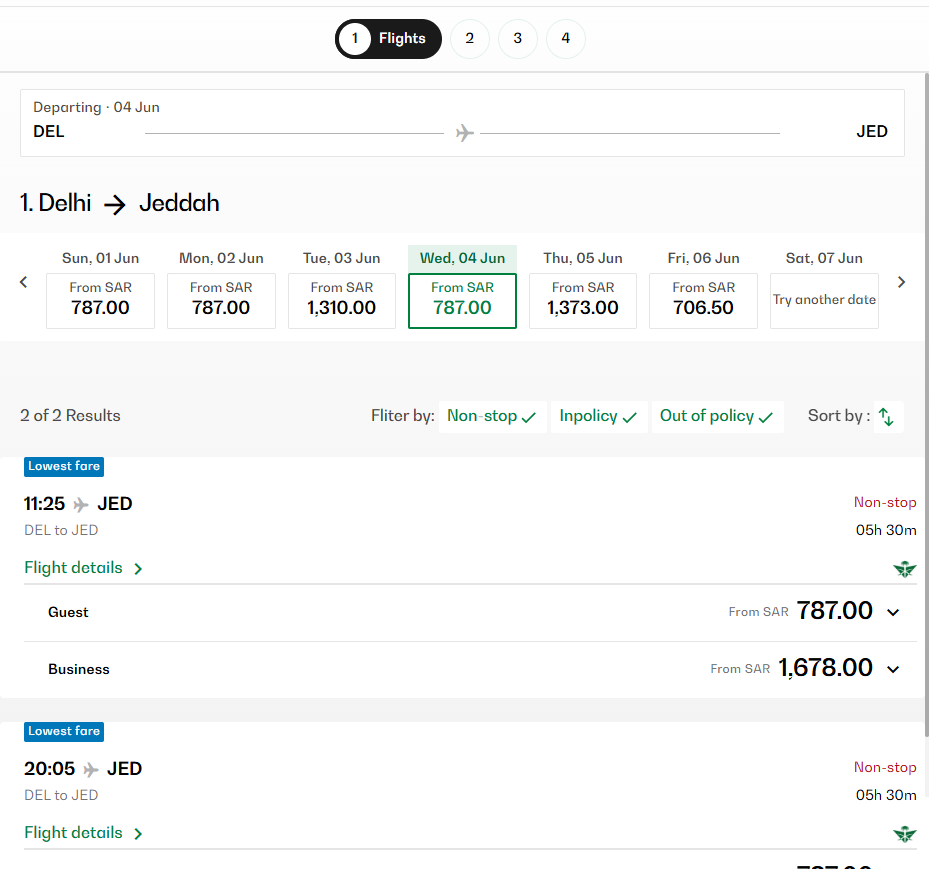 1 Flights 2 3 4
Departing · 04 Jun
DEL JED
1. Delhi → Jeddah
Sun, 01 Jun Mon, 02 Jun Tue, 03 Jun Wed, 04 Jun Thu, 05 Jun Fri, 06 Jun Sat, 07 Jun
From SAR From SAR From SAR From SAR From SAR From SAR Try another date
787.00 787.00 1,310.00 787.00 1,373.00 706.50
2 of 2 Results Fliter by: Non-stop Inpolicy Out of policy Sort by :
Lowest fare
11:25 JED Non-stop
DEL to JED 05h 30m
Flight details
Guest From SAR 787.00
Business From SAR 1,678.00
Lowest fare
20:05 JED Non-stop
DEL to JED 05h 30m
Flight details